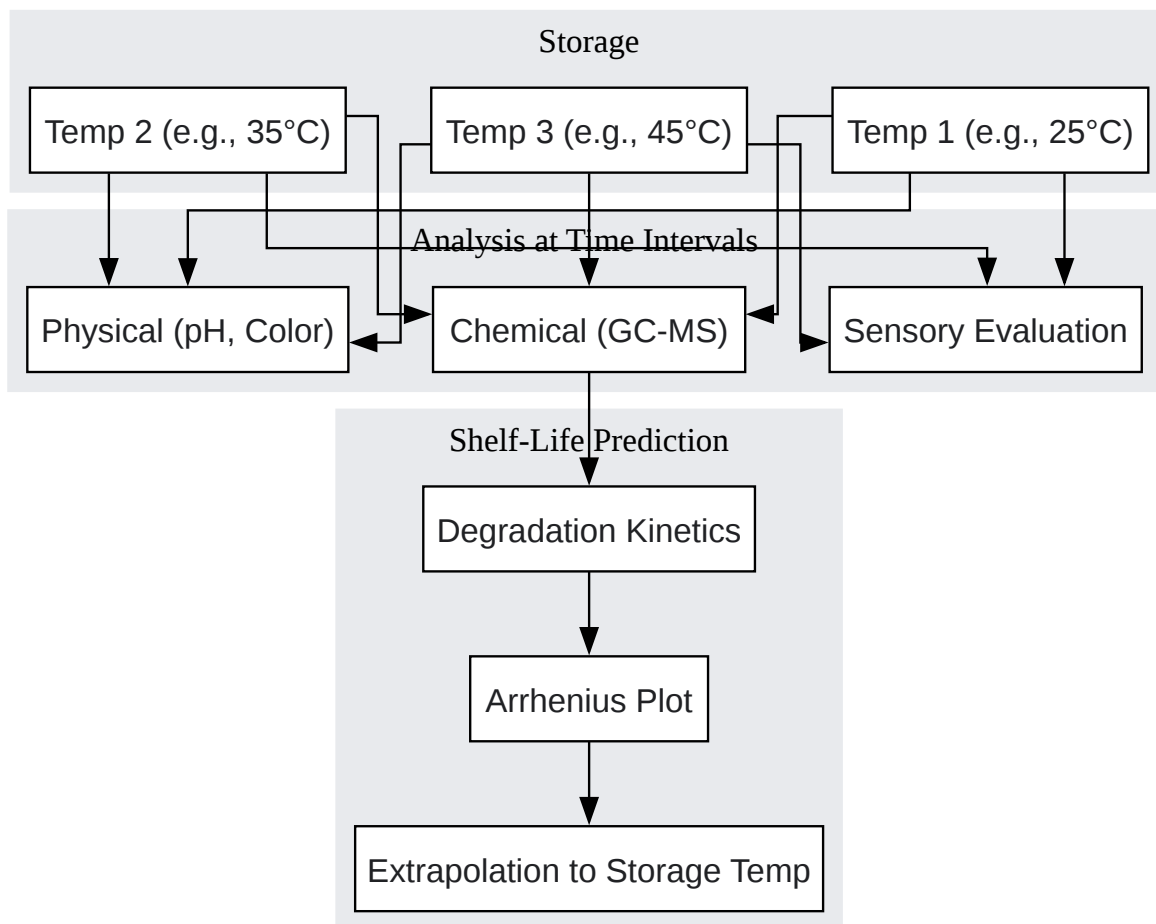 Storage
Temp 2 (e.g., 35°C)
Temp 3 (e.g., 45°C)
Temp 1 (e.g., 25°C)
Analysis at Time Intervals
Physical (pH, Color)
Chemical (GC-MS)
Sensory Evaluation
Shelf-Life Prediction
Degradation Kinetics
Arrhenius Plot
Extrapolation to Storage Temp